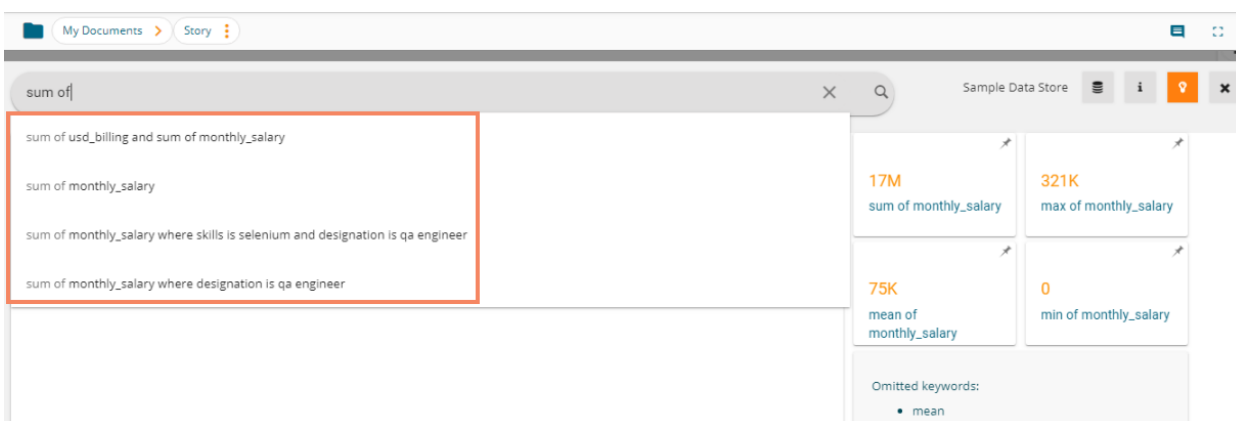 My Documents
Story
sum of
Sample Data Store
i
sum of usd_billing and sum of monthly_salary
sum of monthly_salary
sum of monthly_salary where skills is selenium and designation is qa engineer
sum of monthly_salary where designation is qa engineer
17M
sum of monthly_salary
321K
max of monthly_salary
75K
mean of
monthly_salary
0
min of monthly_salary
Omitted keywords:
• mean